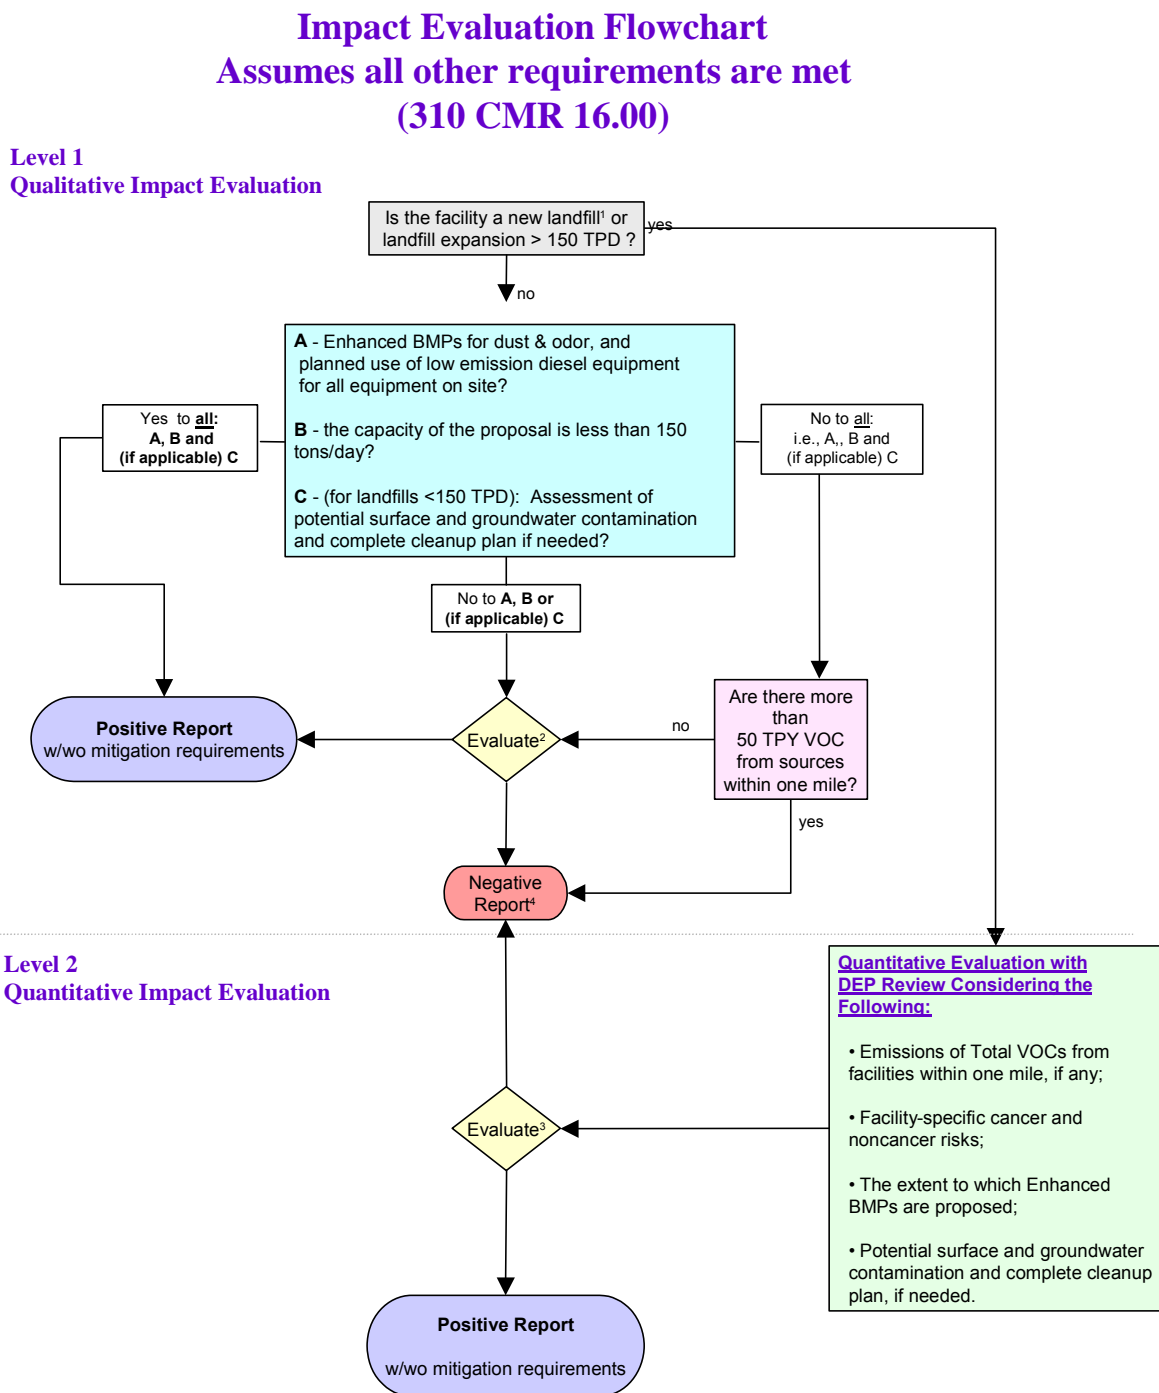 Impact Evaluation Flowchart
Assumes all other requirements are met
(310 CMR 16.00)
Level 1
Qualitative Impact Evaluation
Is the facility a new landfill¹ or
landfill expansion > 150 TPD ?
yes
no
A - Enhanced BMPs for dust & odor, and
planned use of low emission diesel equipment
for all equipment on site?
B - the capacity of the proposal is less than 150
tons/day?
C - (for landfills <150 TPD): Assessment of
potential surface and groundwater contamination
and complete cleanup plan if needed?
Yes to all:
A, B and
(if applicable) C
No to all:
i.e., A,, B and
(if applicable) C
No to A, B or
(if applicable) C
Positive Report
w/wo mitigation requirements
Evaluate²
no
Are there more
than
50 TPY VOC
from sources
within one mile?
yes
Negative
Report⁴
Level 2
Quantitative Impact Evaluation
Quantitative Evaluation with
DEP Review Considering the
Following:
• Emissions of Total VOCs from
facilities within one mile, if any;
• Facility-specific cancer and
noncancer risks;
• The extent to which Enhanced
BMPs are proposed;
• Potential surface and groundwater
contamination and complete cleanup
plan, if needed.
Evaluate³
Positive Report
w/wo mitigation requirements